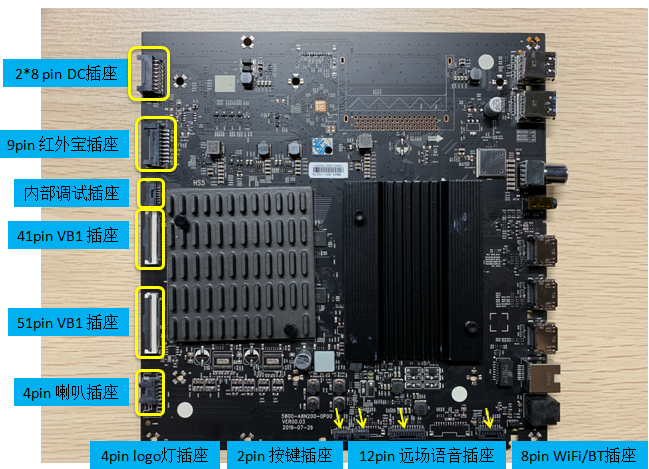 2*8 pin DC插座
9pin 红外宝插座
内部调试插座
HS5
41pin VB1 插座
51pin VB1 插座
4pin 喇叭插座
5800-A8N200-0P00
VER00.03
2019-07-26
4pin logo灯插座
2pin 按键插座
12pin 远场语音插座
8pin WiFi/BT插座